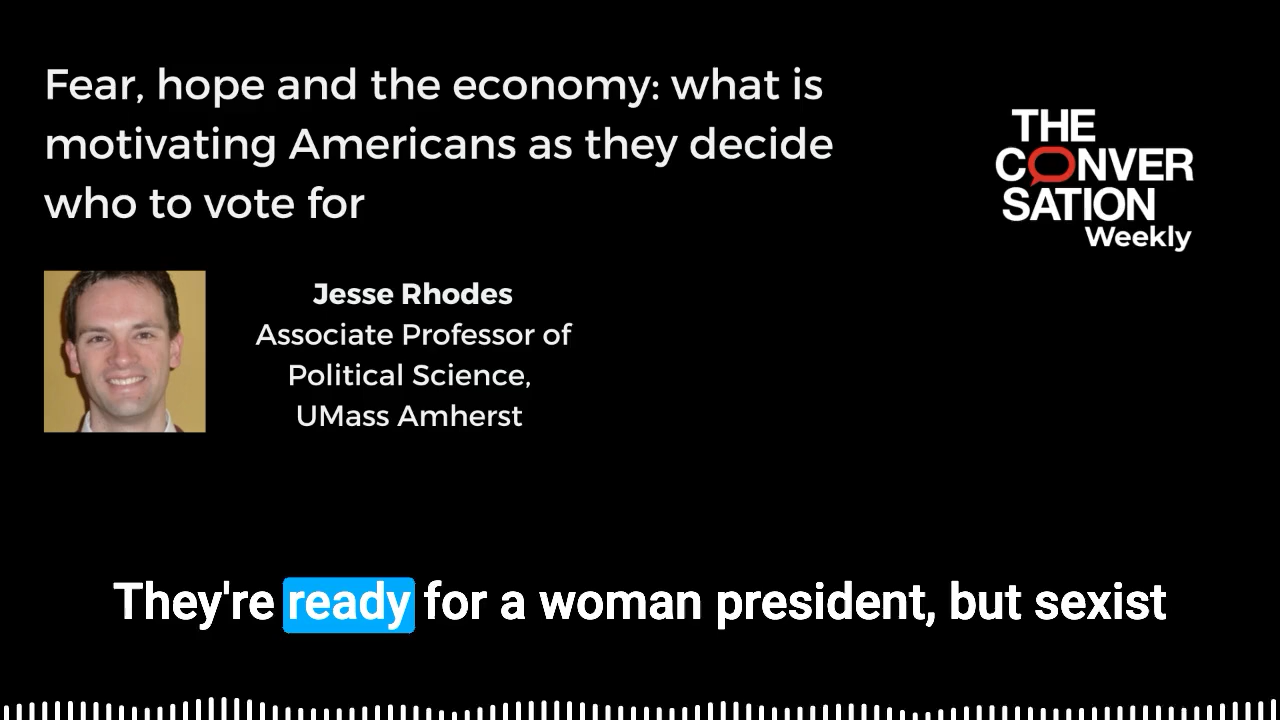 Fear, hope and the economy: what is
motivating Americans as they decide
who to vote for
THE
CONVER
SATION
Weekly
Jesse Rhodes
Associate Professor of
Political Science,
UMass Amherst
They're ready for a woman president, but sexist